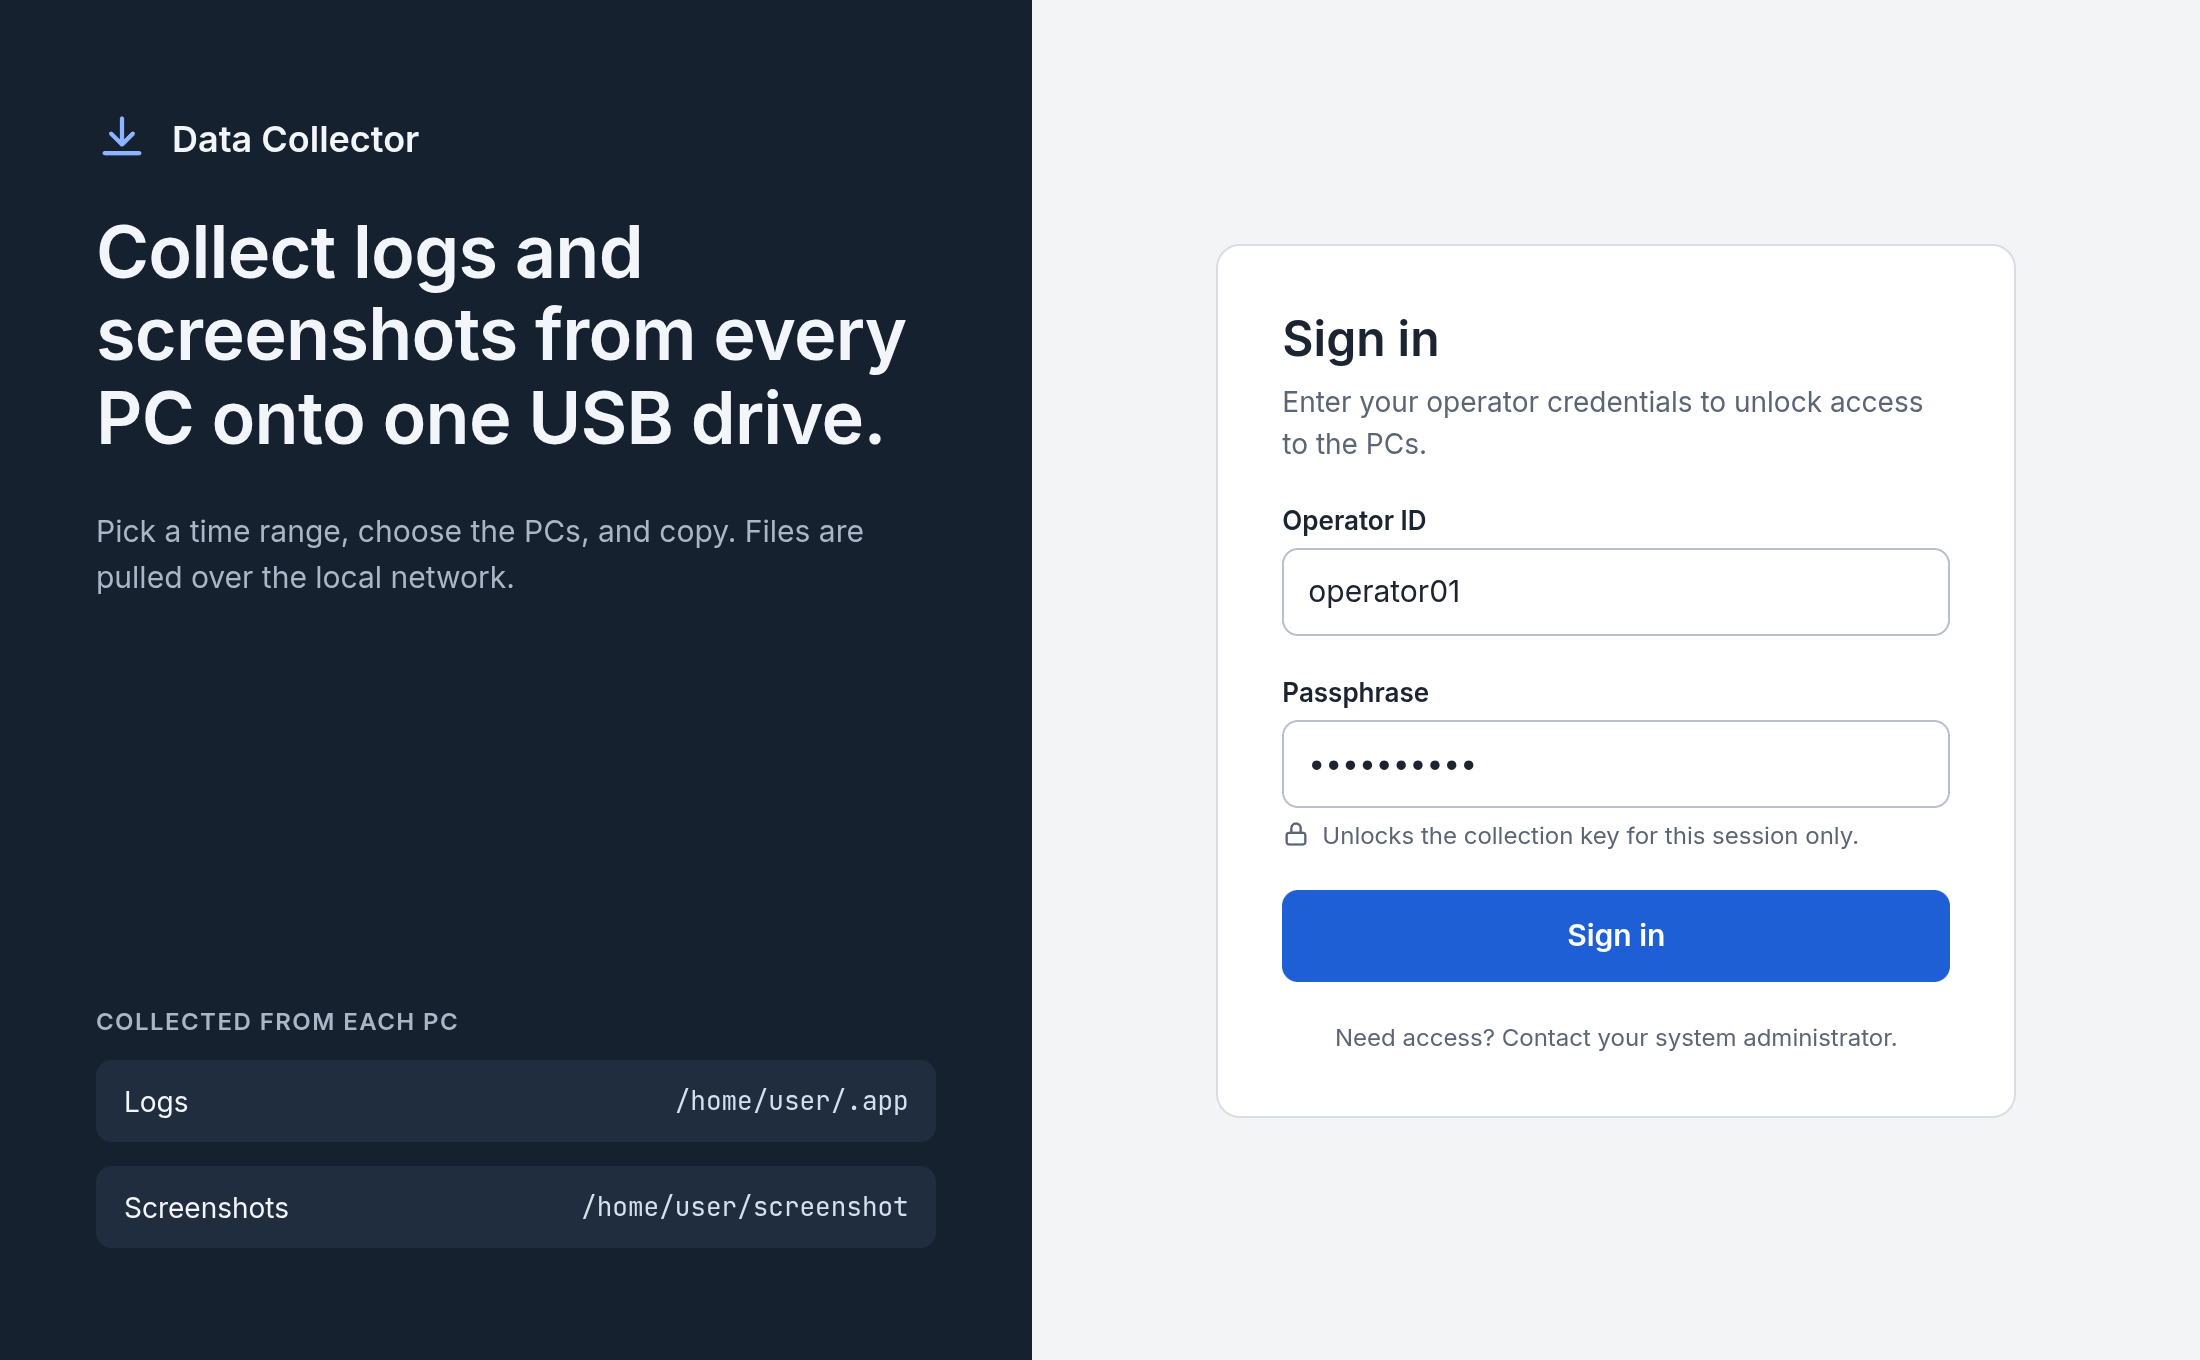 Data Collector
Collect logs and
screenshots from every
PC onto one USB drive.
Pick a time range, choose the PCs, and copy. Files are
pulled over the local network.
COLLECTED FROM EACH PC
Logs /home/user/.app
Screenshots /home/user/screenshot
Sign in
Enter your operator credentials to unlock access
to the PCs.
Operator ID
operator01
Passphrase
••••••••••
Unlocks the collection key for this session only.
Sign in
Need access? Contact your system administrator.